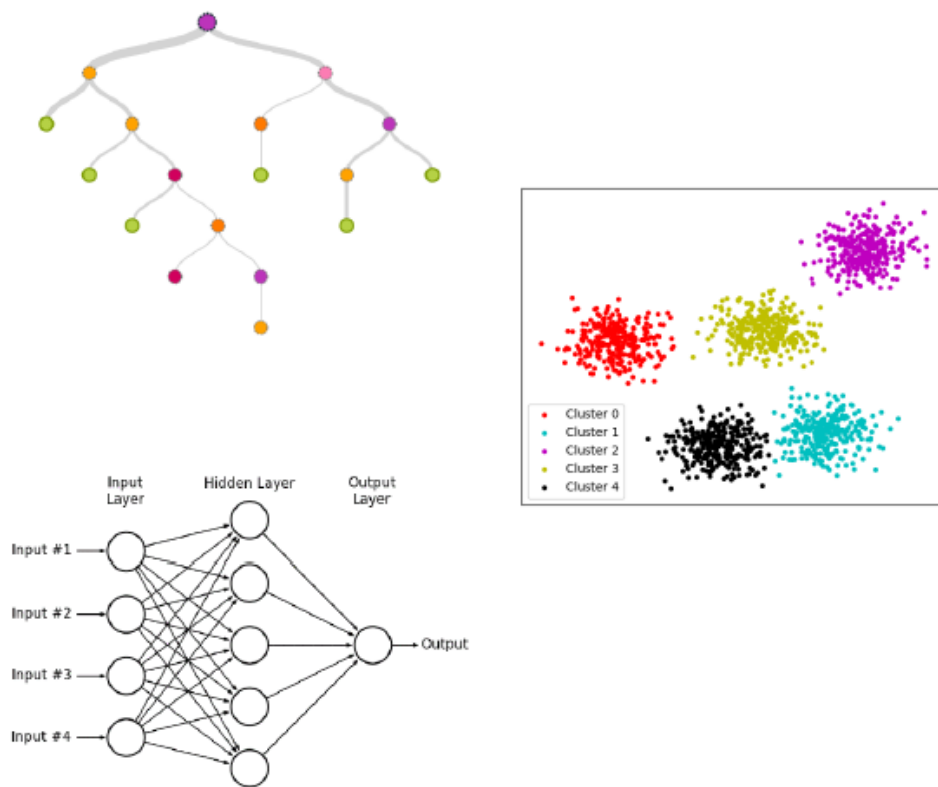 Cluster 0
Cluster 1
Cluster 2
Cluster 3
Cluster 4
Input
Layer
Hidden Layer
Output
Layer
Input #1
Input #2
Input #3
Input #4
Output